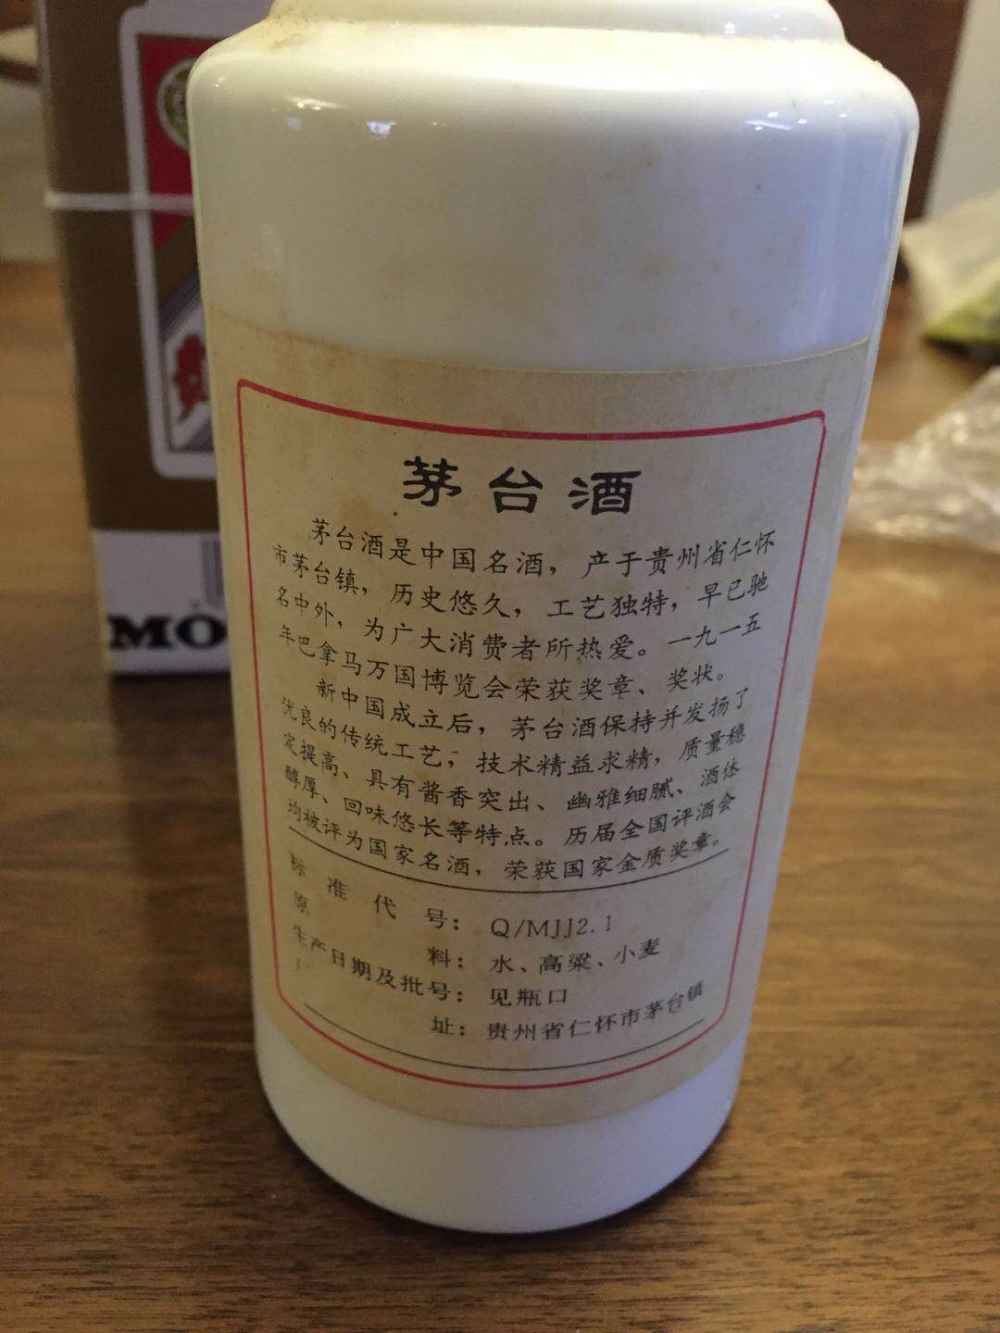 茅台酒
茅台酒是中国名酒，产于贵州省仁怀
市茅台镇，历史悠久，工艺独特，早已驰
名中外，为广大消费者所热爱。一九一五
年巴拿马万国博览会荣获奖章、奖状。
新中国成立后，茅台酒保持并发扬了
优良的传统工艺，技术精益求精，质量稳
定提高、具有酱香突出、幽雅细腻、酒体
醇厚、回味悠长等特点。历届全国评酒会
均被评为国家名酒，荣获国家金质奖章。
标准代号：Q/MJJ2.1
原料：水、高粱、小麦
生产日期及批号：见瓶口
址：贵州省仁怀市茅台镇
MO